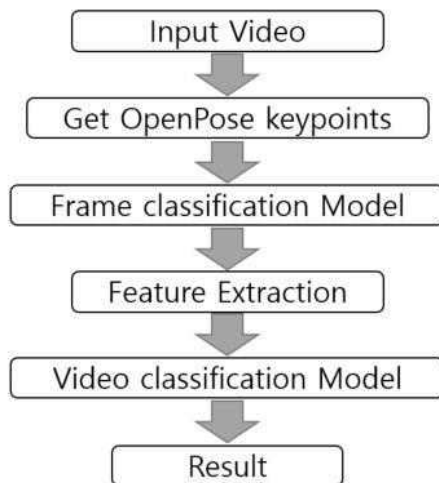 Input Video
Get OpenPose keypoints
Frame classification Model
Feature Extraction
Video classification Model
Result